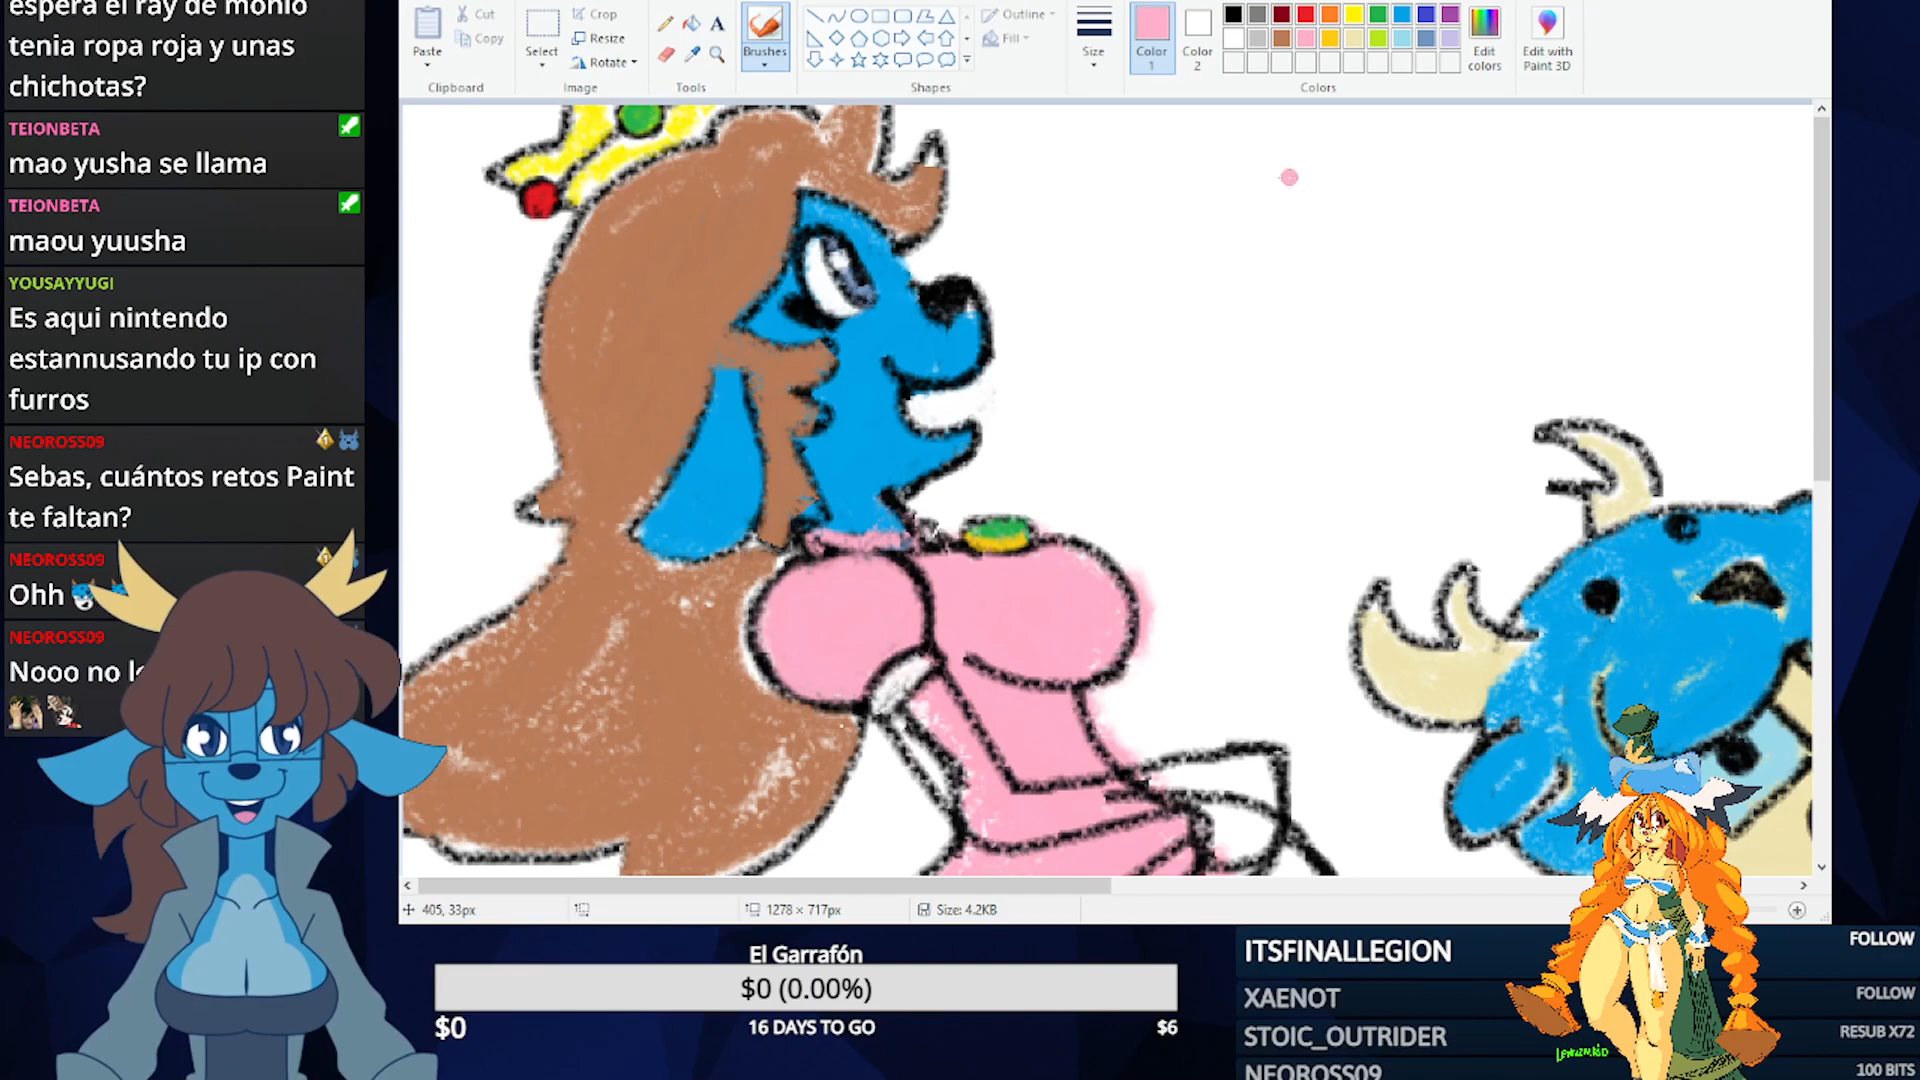 espera el ray de monio
tenia ropa roja y unas
chichotas?
TEIONBETA
mao yusha se llama
TEIONBETA
maou yuusha
YOUSAYYUGI
Es aqui nintendo
estannusando tu ip con
furros
NEOROSS09
Sebas, cuántos retos Paint
te faltan?
NEOROSS09
Ohh
NEOROSS09
Nooo no
Paste
Cut
Copy
Clipboard
Select
Crop
Resize
Rotate
Image
Tools
Brushes
Shapes
Outline
Fill
Size
Color
1
Color
2
Edit
colors
Colors
Edit with
Paint 3D
405, 33px
1278 × 717px
Size: 4.2KB
El Garrafón
$0 (0.00%)
$0
16 DAYS TO GO
$6
ITSFINALLEGION
FOLLOW
XAENOT
FOLLOW
STOIC_OUTRIDER
RESUB X72
NEOROSS09
100 BITS